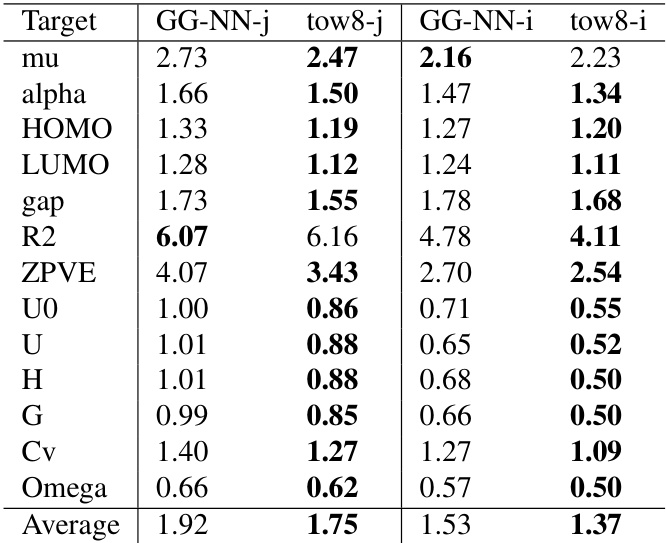 Target GG-NN-j tow8-j GG-NN-i tow8-i
mu 2.73 2.47 2.16 2.23
alpha 1.66 1.50 1.47 1.34
HOMO 1.33 1.19 1.27 1.20
LUMO 1.28 1.12 1.24 1.11
gap 1.73 1.55 1.78 1.68
R2 6.07 6.16 4.78 4.11
ZPVE 4.07 3.43 2.70 2.54
U0 1.00 0.86 0.71 0.55
U 1.01 0.88 0.65 0.52
H 1.01 0.88 0.68 0.50
G 0.99 0.85 0.66 0.50
Cv 1.40 1.27 1.27 1.09
Omega 0.66 0.62 0.57 0.50
Average 1.92 1.75 1.53 1.37